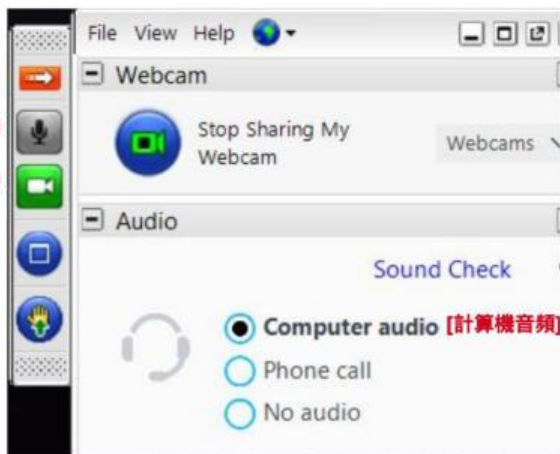 File View Help
Webcam
Stop Sharing My
Webcam
Webcams
Audio
Sound Check
Computer audio [計算機音頻]
Phone call
No audio